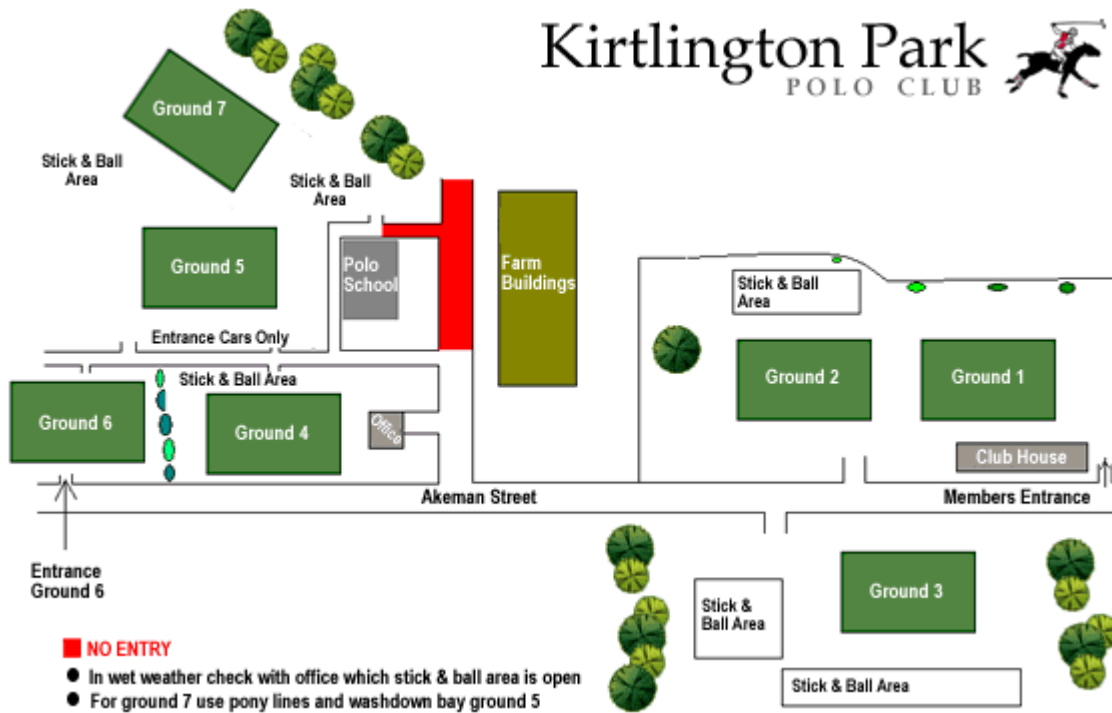 Kirtlington Park
POLO CLUB
Ground 7
Stick & Ball
Area
Stick & Ball
Area
Ground 5
Polo
School
Farm
Buildings
Stick & Ball
Area
Entrance Cars Only
Stick & Ball Area
Ground 6
Ground 4
Office
Ground 2
Ground 1
Club House
Akeman Street
Members Entrance
Entrance
Ground 6
Ground 3
Stick &
Ball Area
Stick & Ball Area
NO ENTRY
● In wet weather check with office which stick & ball area is open
● For ground 7 use pony lines and washdown bay ground 5